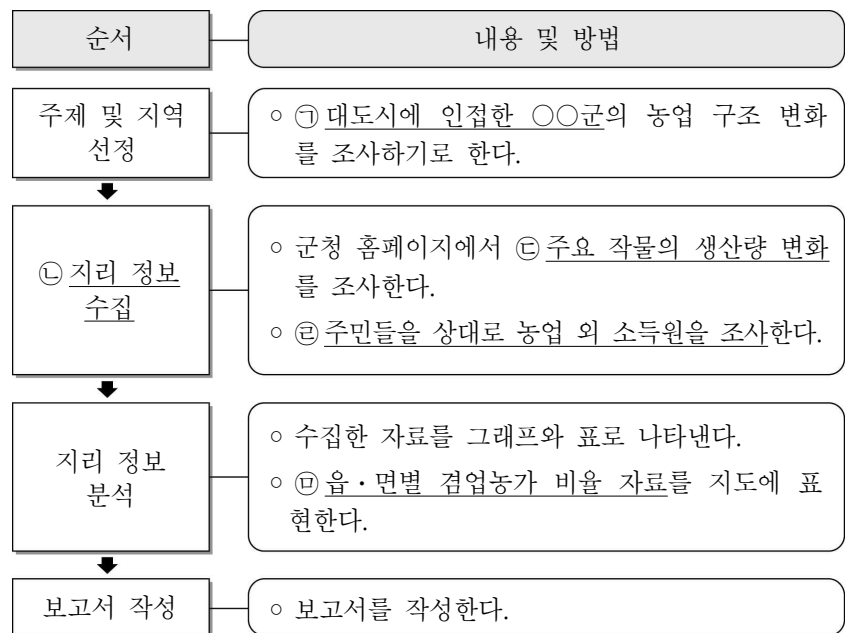 순서
내용 및 방법
주제 및 지역
선정
◦ ㉠ 대도시에 인접한 ○○군의 농업 구조 변화
를 조사하기로 한다.
㉡ 지리 정보
수집
◦ 군청 홈페이지에서 ㉢ 주요 작물의 생산량 변화
를 조사한다.
◦ ㉣ 주민들을 상대로 농업 외 소득원을 조사한다.
지리 정보
분석
◦ 수집한 자료를 그래프와 표로 나타낸다.
◦ ㉤ 읍・면별 겸업농가 비율 자료를 지도에 표
현한다.
보고서 작성
◦ 보고서를 작성한다.